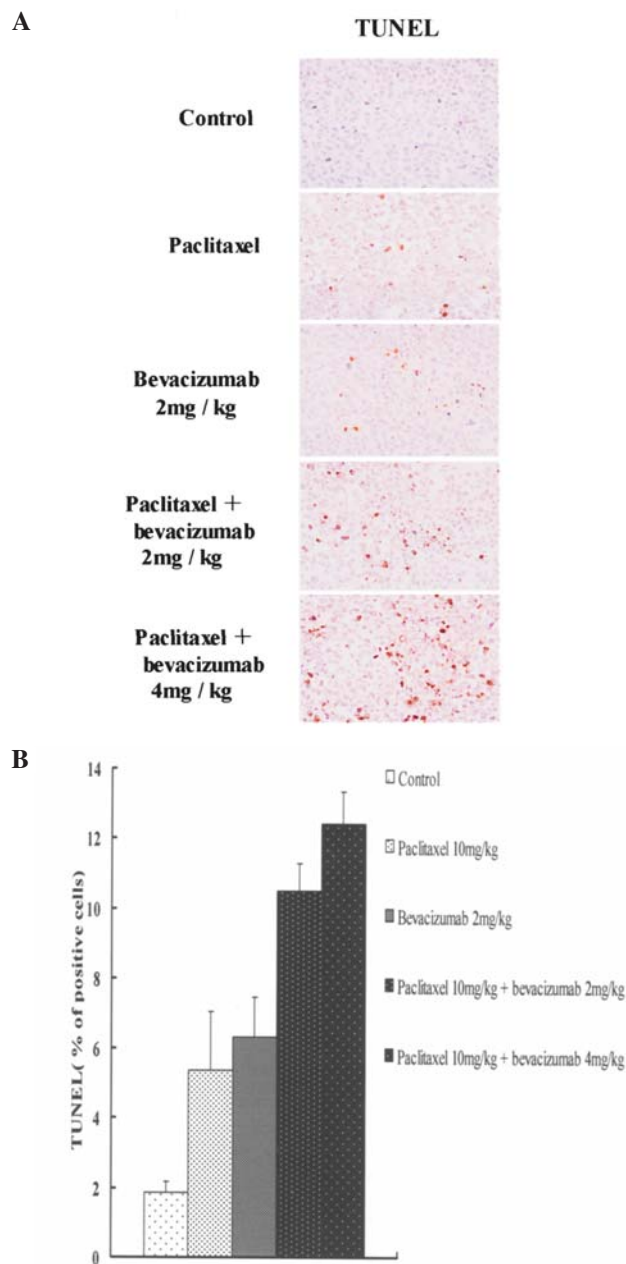 A
TUNEL
Control
Paclitaxel
Bevacizumab
2mg / kg
Paclitaxel +
bevacizumab
2mg / kg
Paclitaxel +
bevacizumab
4mg / kg
B
TUNEL( % of positive cells)
14
12
10
8
6
4
2
0
Control
Paclitaxel 10mg/kg
Bevacizumab 2mg/kg
Paclitaxel 10mg/kg + bevacizumab 2mg/kg
Paclitaxel 10mg/kg + bevacizumab 4mg/kg